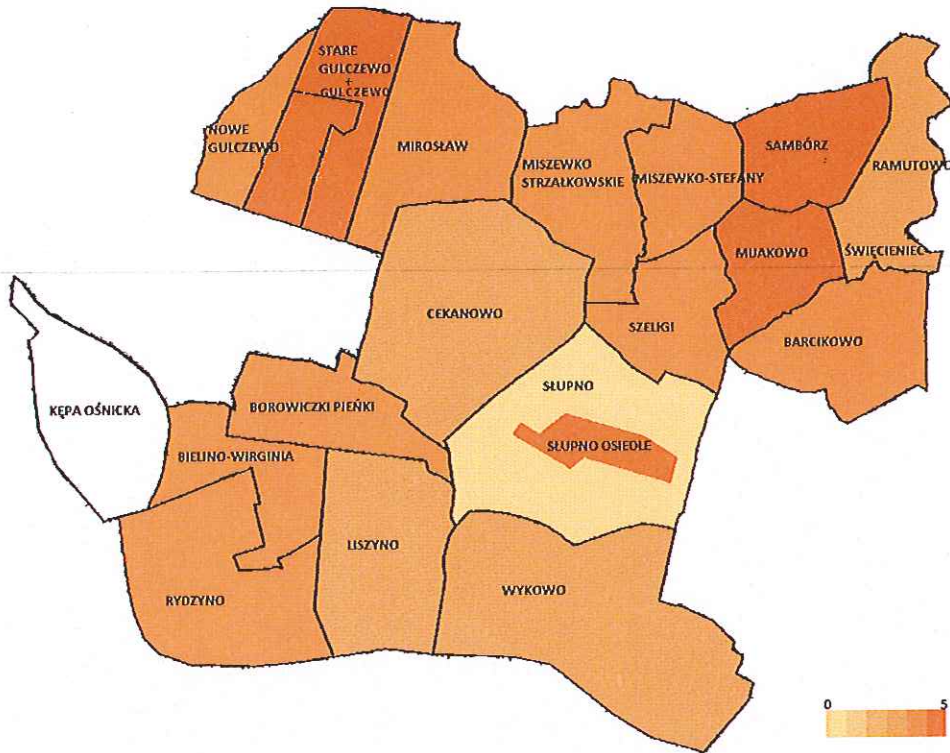 STARE
GULCZEWO
+
GULCZEWO
NOWE
GULCZEWO
MIROSŁAW
MISZEWKO
STRZAŁKOWSKIE
MISZEWKO-STEFANY
SAMBÓRZ
RAMUTOWO
MIJAKOWO
ŚWIĘCIENIEC
CEKANOWO
SZELIGI
BARCIKOWO
SŁUPNO
KĘPA OŚNICKA
BOROWICZKI PIEŃKI
SŁUPNO OSIEDLE
BIELINO-WIRGINIA
LISZYNO
RYDZYNO
WYKOWO
0 5